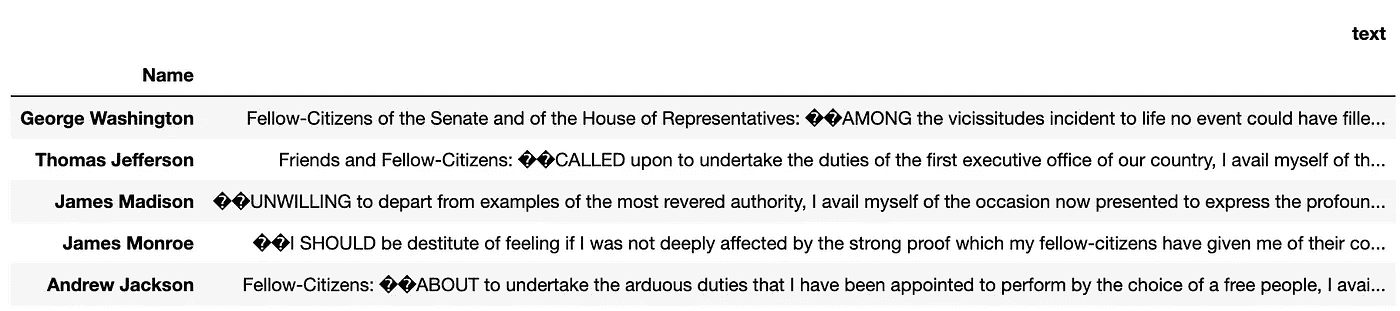 text
Name
George Washington Fellow-Citizens of the Senate and of the House of Representatives: ��AMONG the vicissitudes incident to life no event could have fille...
Thomas Jefferson Friends and Fellow-Citizens: ��CALLED upon to undertake the duties of the first executive office of our country, I avail myself of th...
James Madison ��UNWILLING to depart from examples of the most revered authority, I avail myself of the occasion now presented to express the profoun...
James Monroe ��I SHOULD be destitute of feeling if I was not deeply affected by the strong proof which my fellow-citizens have given me of their co...
Andrew Jackson Fellow-Citizens: ��ABOUT to undertake the arduous duties that I have been appointed to perform by the choice of a free people, I avai...